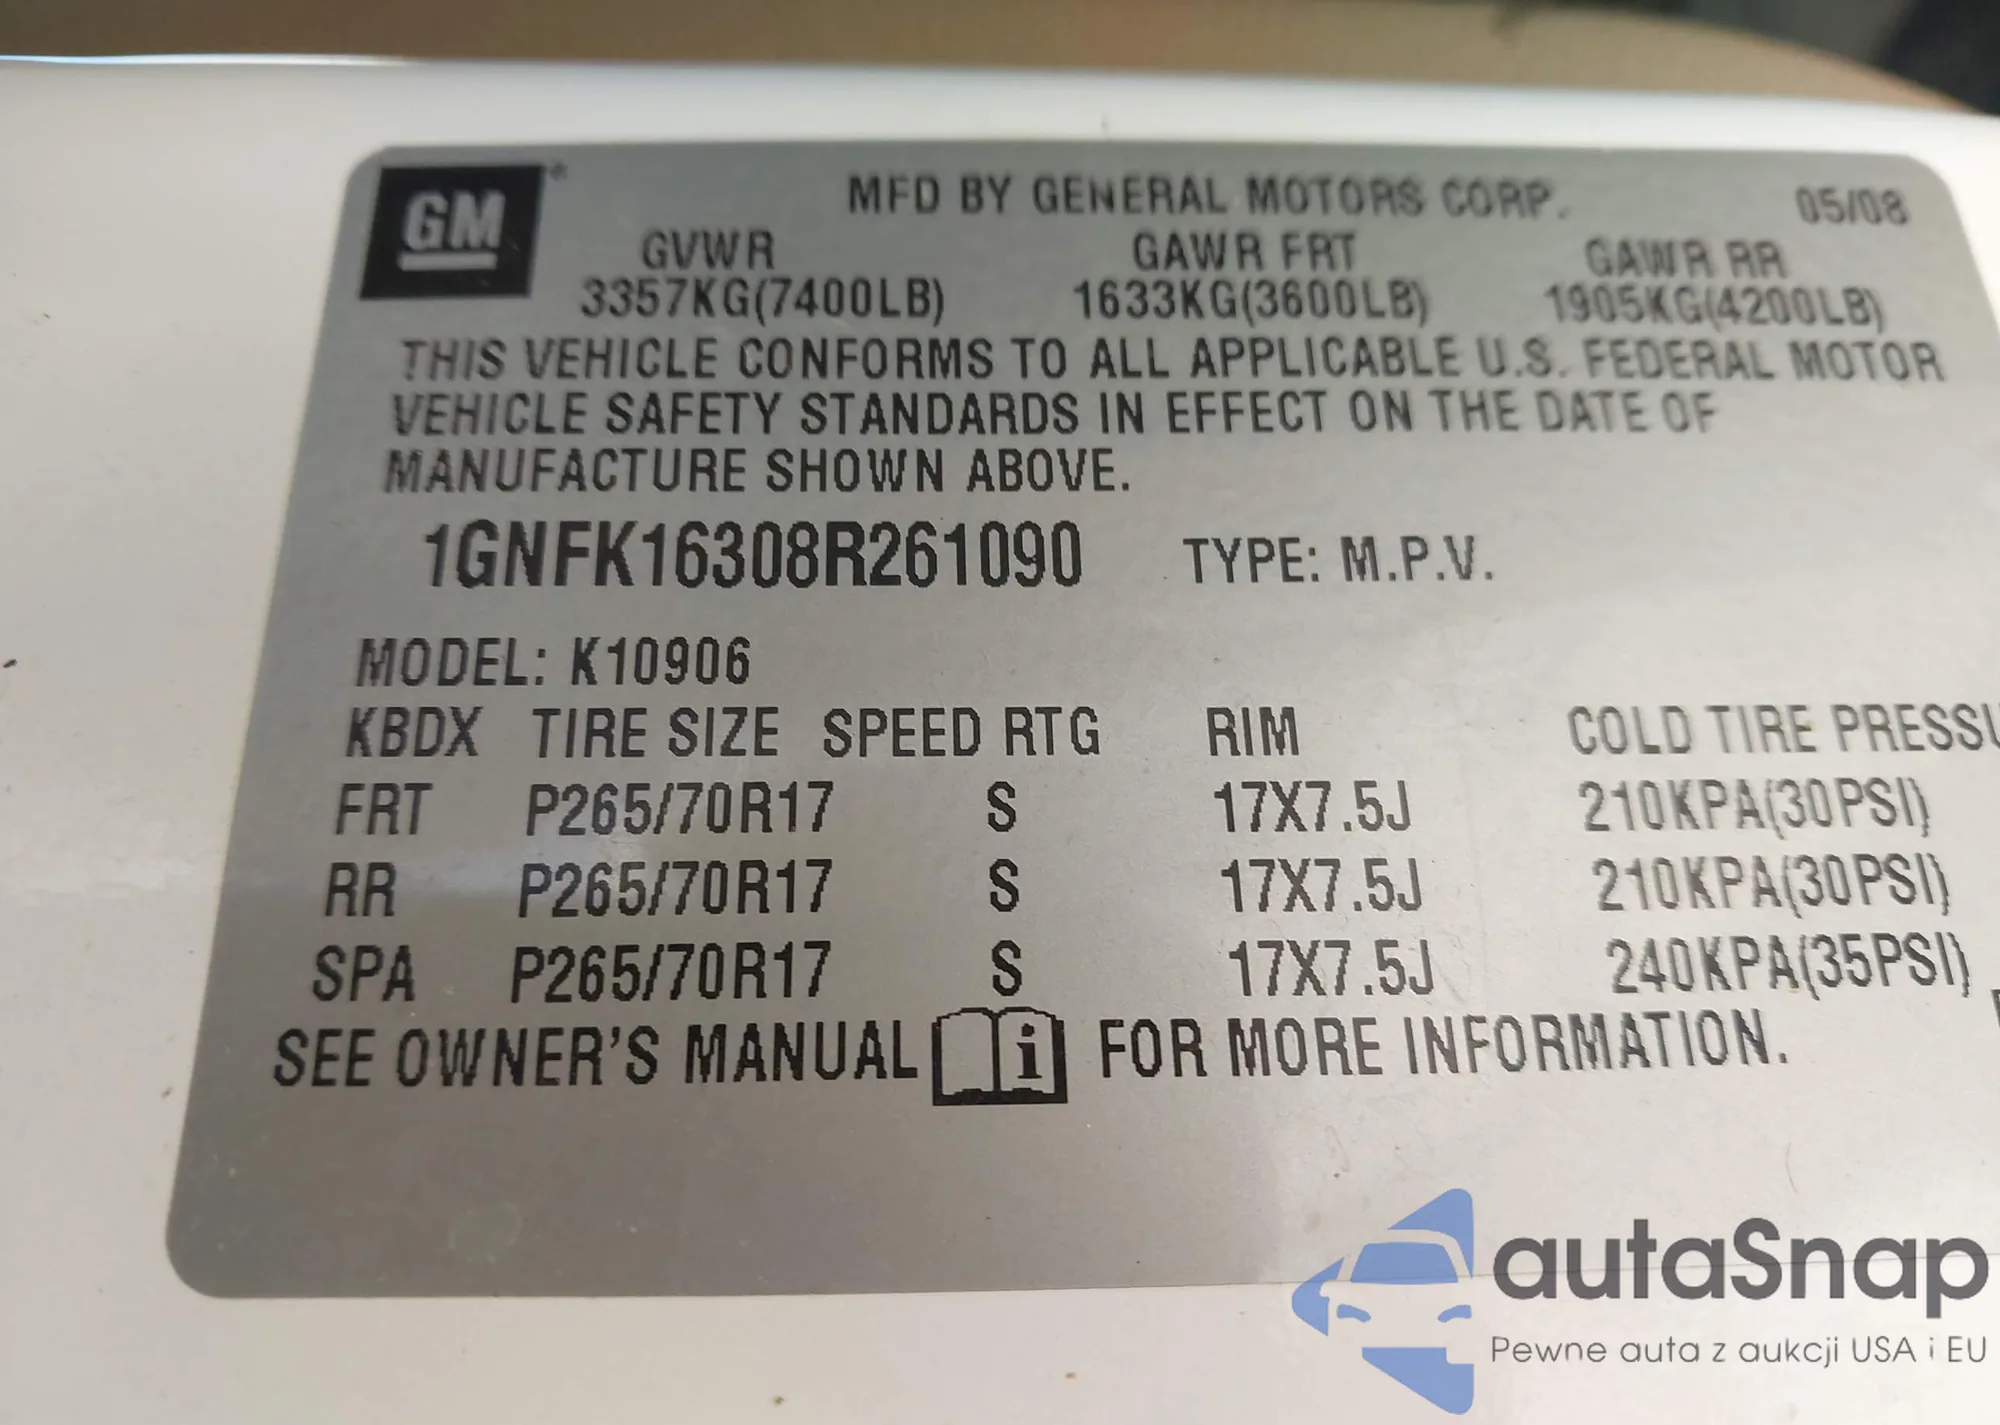 GM
MFD BY GENERAL MOTORS CORP. 05/08
GVWR GAWR FRT GAWR RR
3357KG(7400LB) 1633KG(3600LB) 1905KG(4200LB)
THIS VEHICLE CONFORMS TO ALL APPLICABLE U.S. FEDERAL MOTOR
VEHICLE SAFETY STANDARDS IN EFFECT ON THE DATE OF
MANUFACTURE SHOWN ABOVE.
1GNFK16308R261090 TYPE: M.P.V.
MODEL: K10906
KBDX TIRE SIZE SPEED RTG RIM COLD TIRE PRESSU
FRT P265/70R17 S 17X7.5J 210KPA(30PSI)
RR P265/70R17 S 17X7.5J 210KPA(30PSI)
SPA P265/70R17 S 17X7.5J 240KPA(35PSI)
SEE OWNER'S MANUAL i FOR MORE INFORMATION.
autaSnap
Pewne auta z aukcji USA i EU